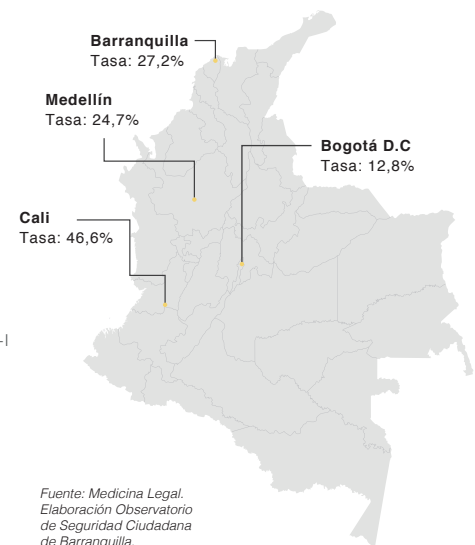 Barranquilla
Tasa: 27,2%
Medellín
Tasa: 24,7%
Bogotá D.C
Tasa: 12,8%
Cali
Tasa: 46,6%
Fuente: Medicina Legal.
Elaboración Observatorio
de Seguridad Ciudadana
de Barranquilla.